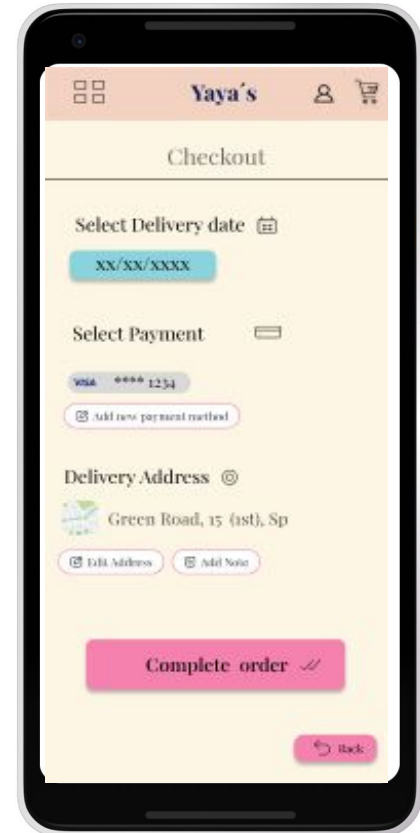 Yaya´s
Checkout
Select Delivery date
xx/xx/xxxx
Select Payment
VISA **** 1234
Add new payment method
Delivery Address
Green Road, 15 (1st), Sp
Edit Address Add Note
Complete order
Back